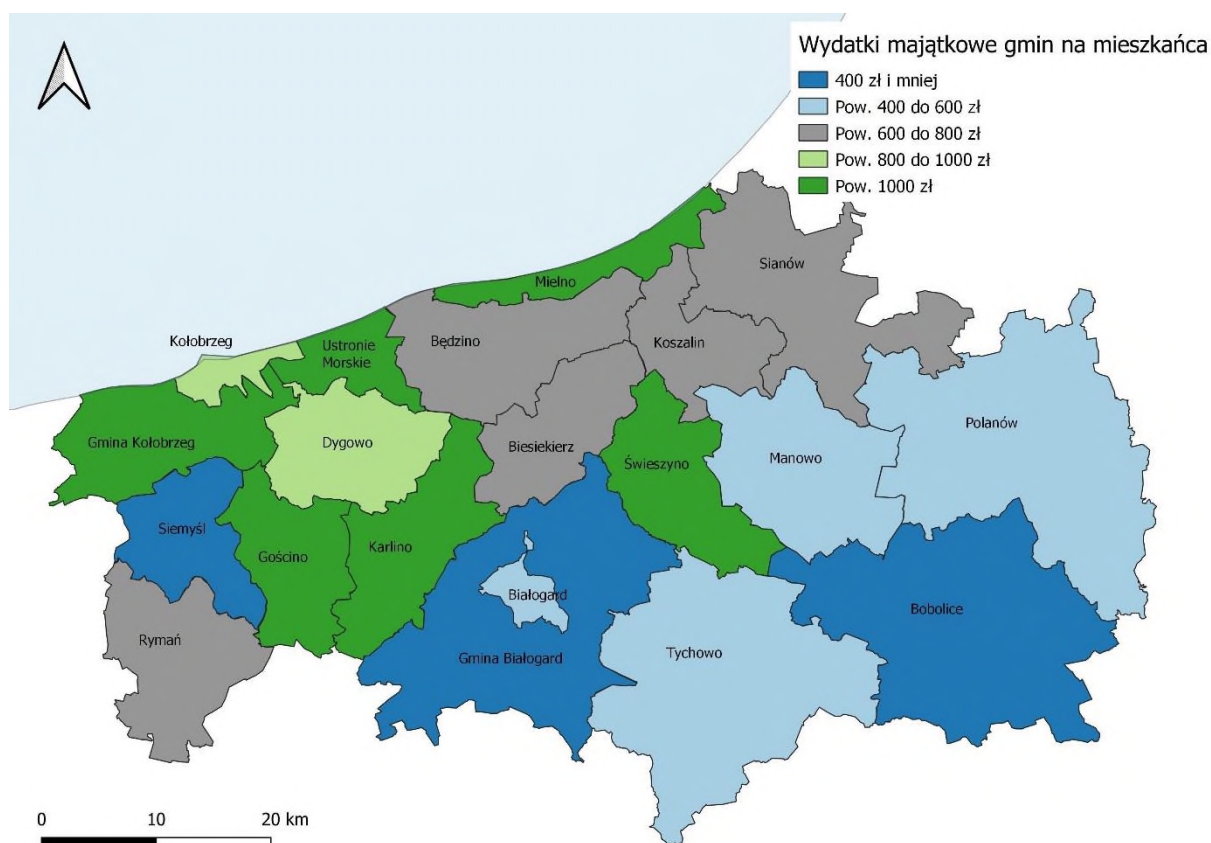 Wydatki majątkowe gmin na mieszkańca
400 zł i mniej
Pow. 400 do 600 zł
Pow. 600 do 800 zł
Pow. 800 do 1000 zł
Pow. 1000 zł
Sianów
Mielno
Kołobrzeg
Ustronie
Morskie
Będzino
Koszalin
Polanów
Gmina Kołobrzeg
Dygowo
Biesiekierz
Świeszyno
Manowo
Siemyśl
Gościno
Karlino
Białogard
Bobolice
Rymań
Gmina Białogard
Tychowo
0 10 20 km